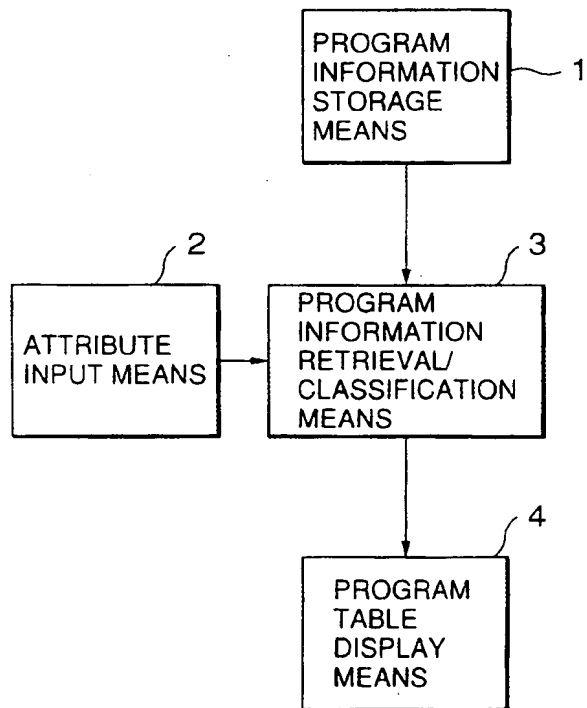 PROGRAM
INFORMATION
STORAGE
MEANS
1
2
ATTRIBUTE
INPUT MEANS
3
PROGRAM
INFORMATION
RETRIEVAL/
CLASSIFICATION
MEANS
4
PROGRAM
TABLE
DISPLAY
MEANS